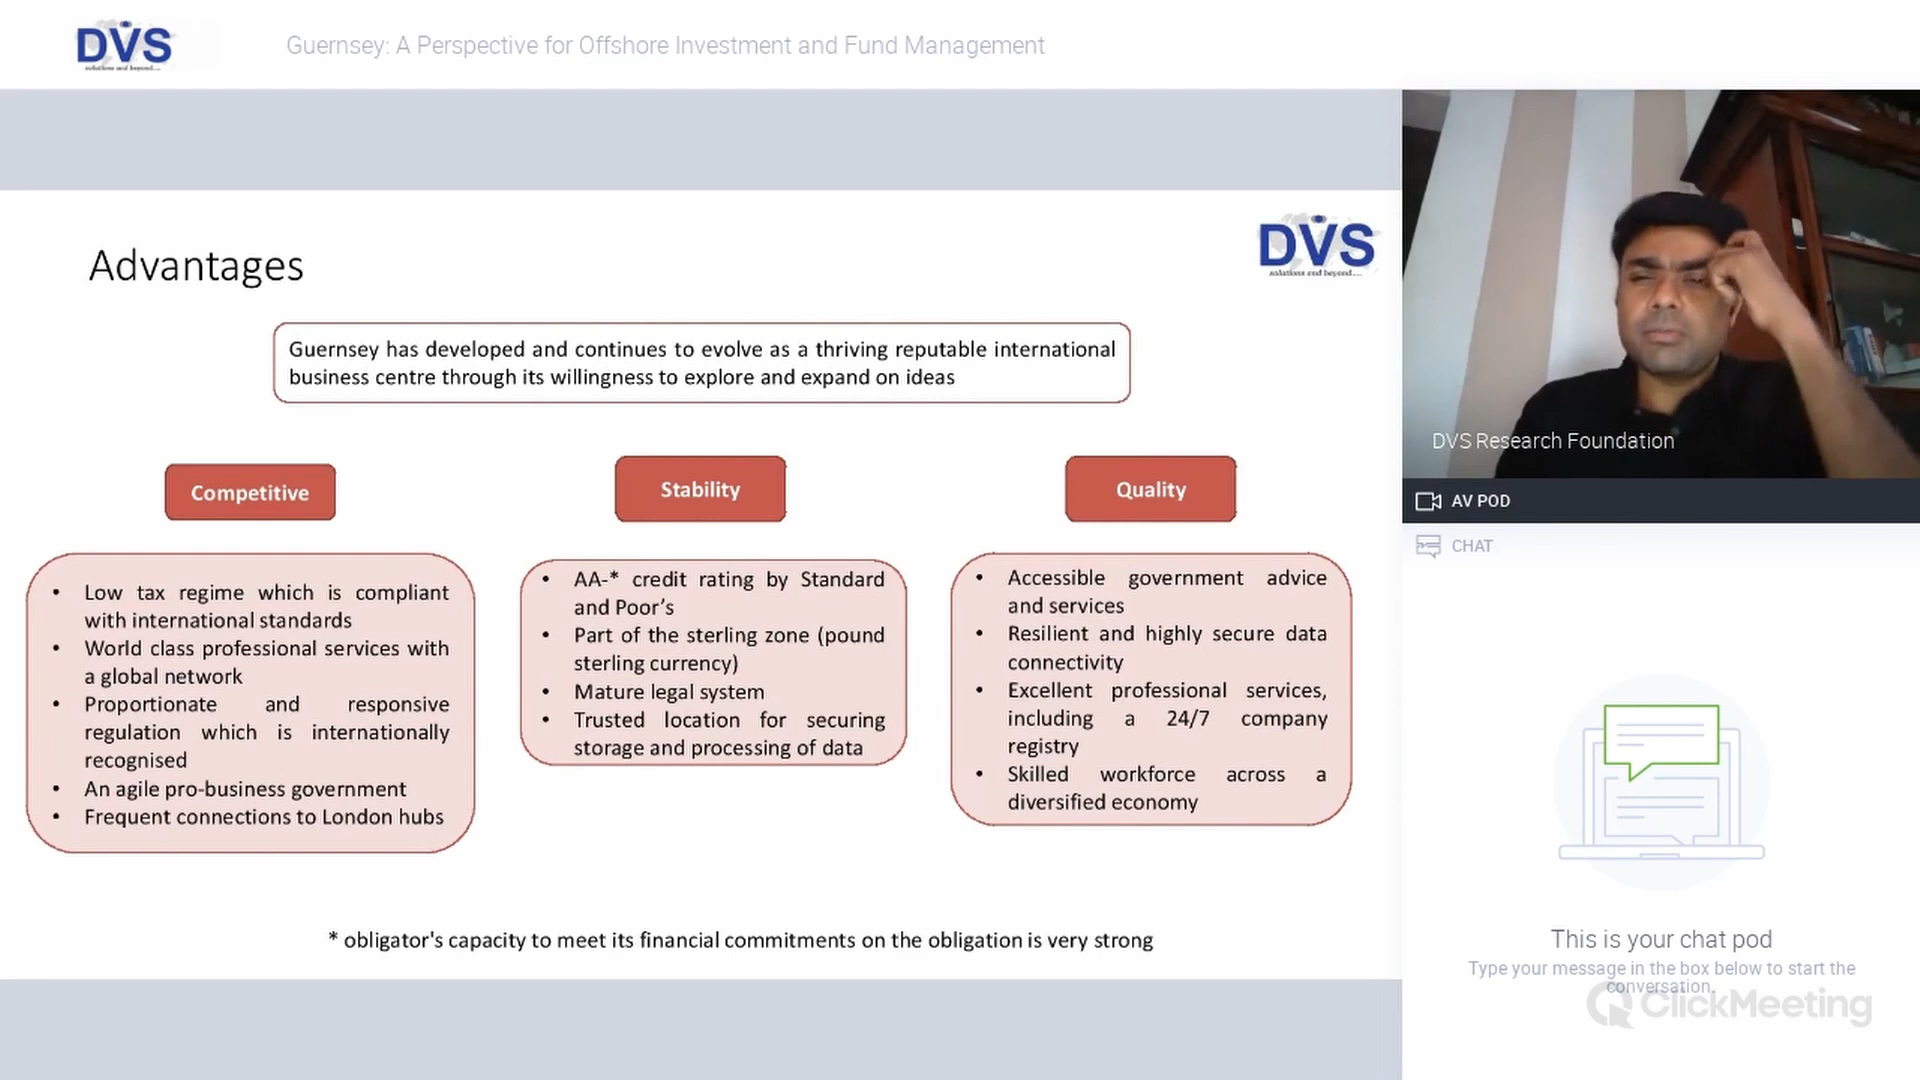 DVS
solutions and beyond....
Guernsey: A Perspective for Offshore Investment and Fund Management
Advantages
DVS
solutions and beyond....
Guernsey has developed and continues to evolve as a thriving reputable international
business centre through its willingness to explore and expand on ideas
Competitive
• Low tax regime which is compliant
with international standards
• World class professional services with
a global network
• Proportionate and responsive
regulation which is internationally
recognised
• An agile pro-business government
• Frequent connections to London hubs
Stability
• AA-* credit rating by Standard
and Poor’s
• Part of the sterling zone (pound
sterling currency)
• Mature legal system
• Trusted location for securing
storage and processing of data
Quality
• Accessible government advice
and services
• Resilient and highly secure data
connectivity
• Excellent professional services,
including a 24/7 company
registry
• Skilled workforce across a
diversified economy
* obligator's capacity to meet its financial commitments on the obligation is very strong
DVS Research Foundation
AV POD
CHAT
This is your chat pod
Type your message in the box below to start the
conversation.
ClickMeeting